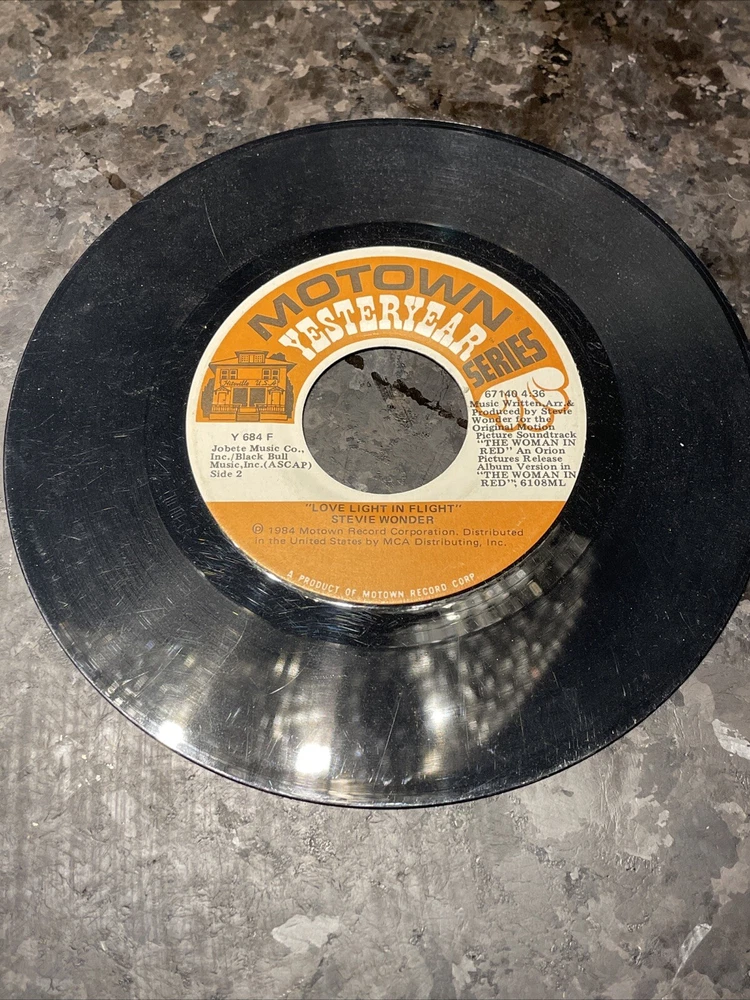 MOTOWN
YESTERYEAR
SERIES
Hitsville U.S.A.
Y 684 F
Jobete Music Co.,
Inc./Black Bull
Music,Inc.(ASCAP)
Side 2
67140 4:36
Music Written,Arr.&
Produced by Stevie
Wonder for the
Original Motion
Picture Soundtrack
"THE WOMAN IN
RED" An Orion
Pictures Release
Album Version in
"THE WOMAN IN
RED", 6108ML
"LOVE LIGHT IN FLIGHT"
STEVIE WONDER
℗ 1984 Motown Record Corporation. Distributed
in the United States by MCA Distributing, Inc.
A PRODUCT OF MOTOWN RECORD CORP.